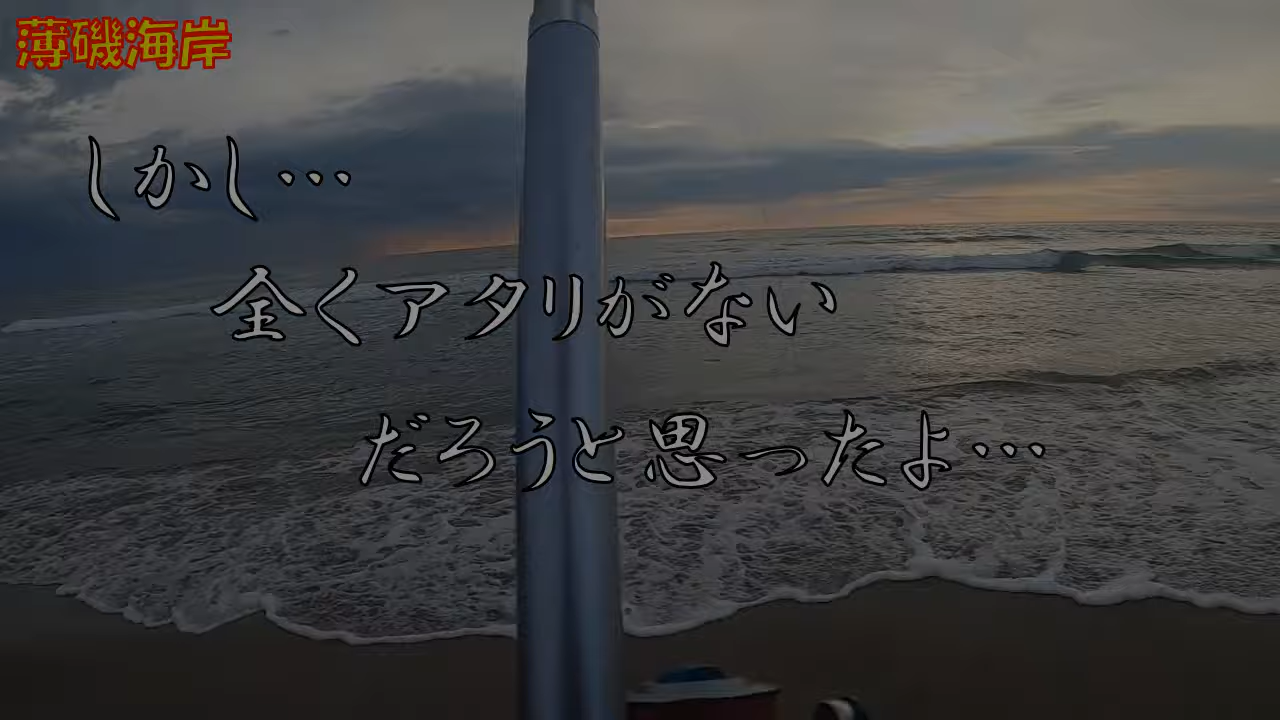 薄磯海岸
しかし…
全くアタリがない
だろうと思ったよ…